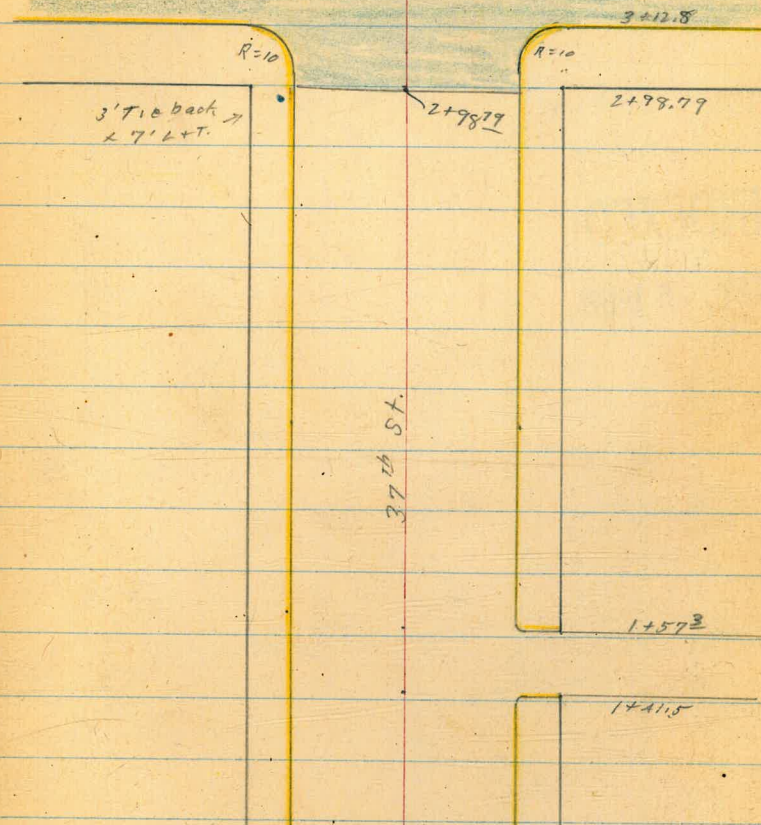 3+12.8
R=10
R=10
3' Tie back
& 7' L+T.
2+98 79
2+98.79
37th St.
1+57 3
1+41.5